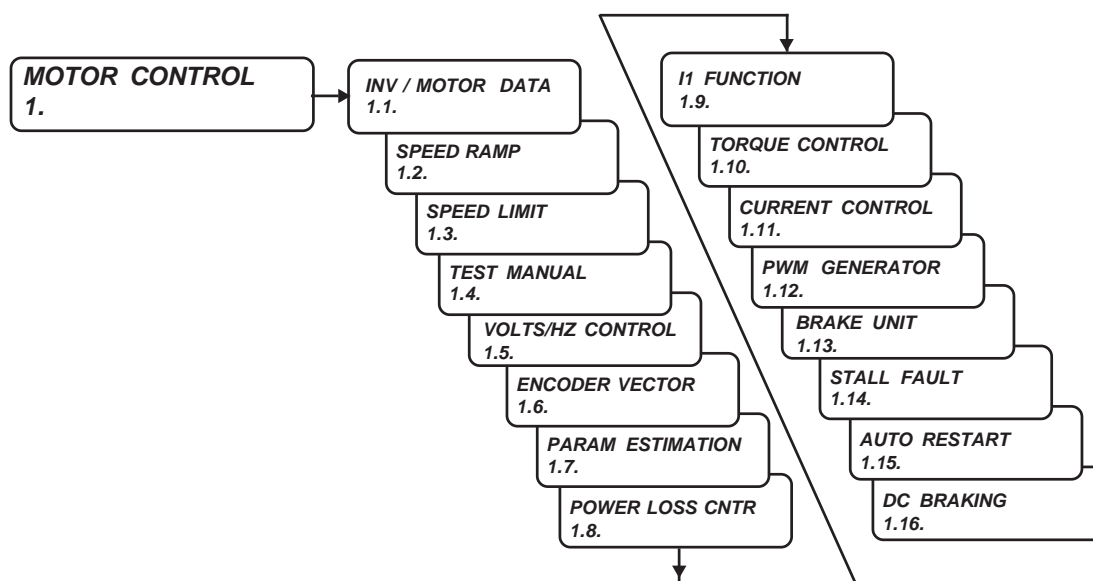 MOTOR CONTROL
1.
INV / MOTOR DATA
1.1.
SPEED RAMP
1.2.
SPEED LIMIT
1.3.
TEST MANUAL
1.4.
VOLTS/HZ CONTROL
1.5.
ENCODER VECTOR
1.6.
PARAM ESTIMATION
1.7.
POWER LOSS CNTR
1.8.
I1 FUNCTION
1.9.
TORQUE CONTROL
1.10.
CURRENT CONTROL
1.11.
PWM GENERATOR
1.12.
BRAKE UNIT
1.13.
STALL FAULT
1.14.
AUTO RESTART
1.15.
DC BRAKING
1.16.